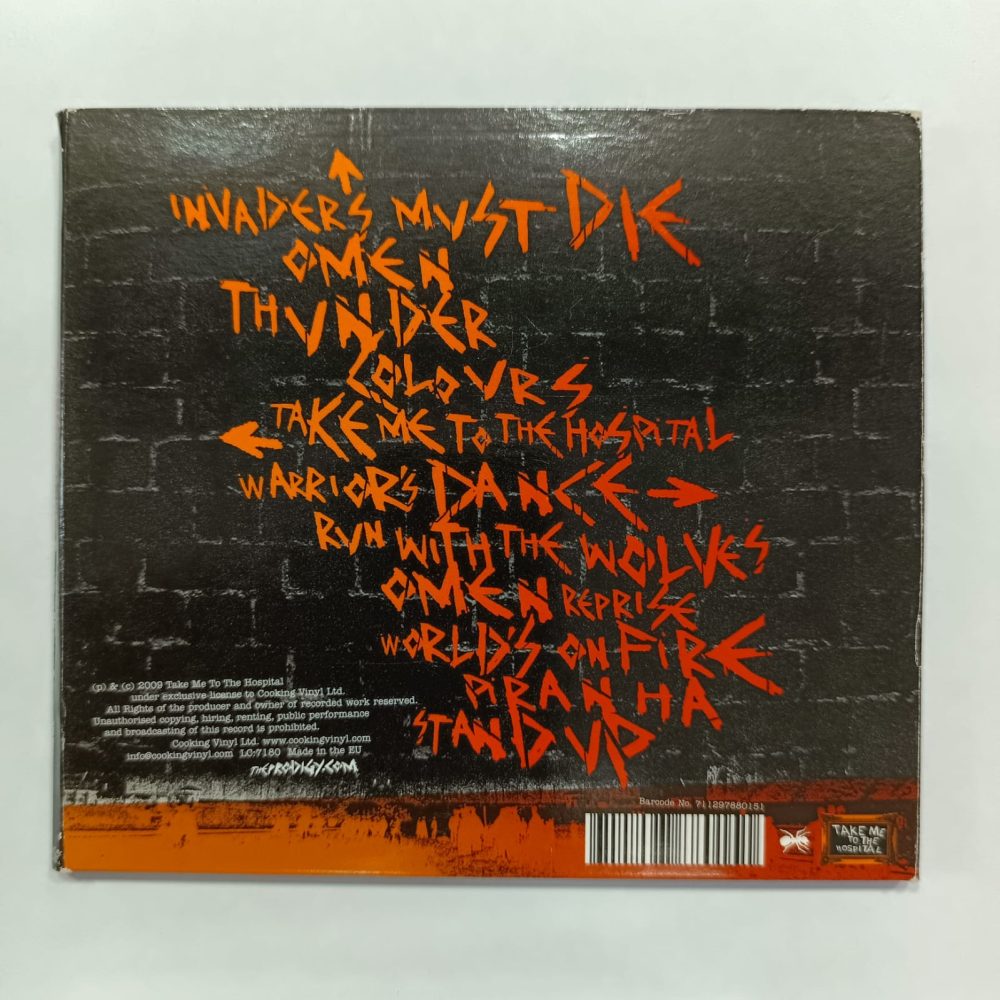 INVADERS MUST DIE
OMEN
THUNDER
COLOURS
TAKE ME TO THE HOSPITAL
WARRIOR'S DANCE
RUN WITH THE WOLVES
OMEN REPRISE
WORLD'S ON FIRE
PIRANHA
STAND UP
(p) & (c) 2009 Take Me To The Hospital
under exclusive license to Cooking Vinyl Ltd.
All Rights of the producer and owner of recorded work reserved.
Unauthorised copying, hiring, renting, public performance
and broadcasting of this record is prohibited.
Cooking Vinyl Ltd. www.cookingvinyl.com
info@cookingvinyl.com LC:7180 Made in the EU
THEPRODIGY.COM
Barcode No. 711297880151
TAKE ME
TO THE
HOSPITAL